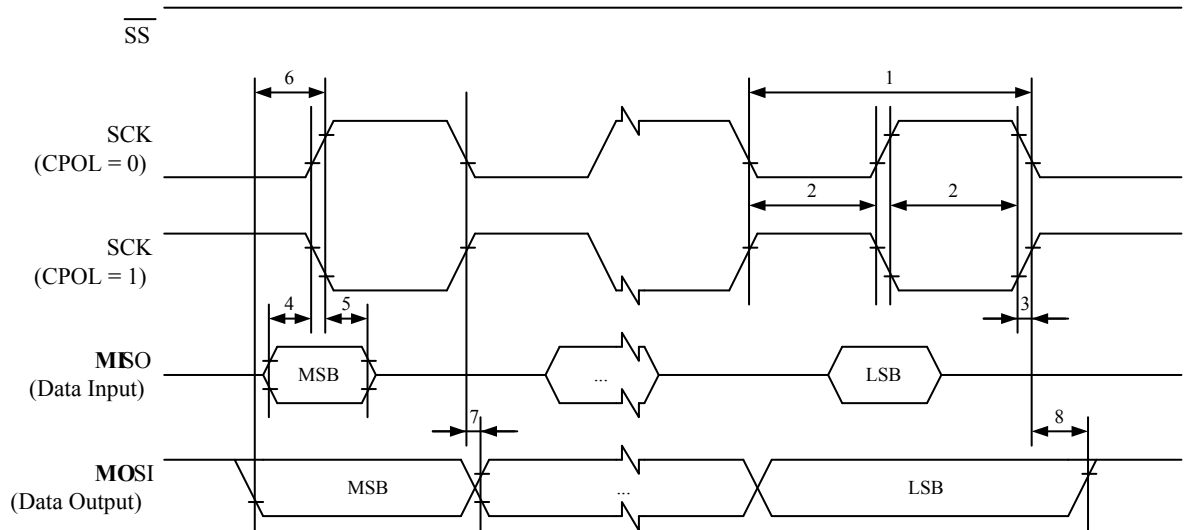 SS
6
1
SCK
(CPOL = 0)
2
2
SCK
(CPOL = 1)
4
5
3
MISO
(Data Input)
MSB
...
LSB
7
8
MOSI
(Data Output)
MSB
...
LSB